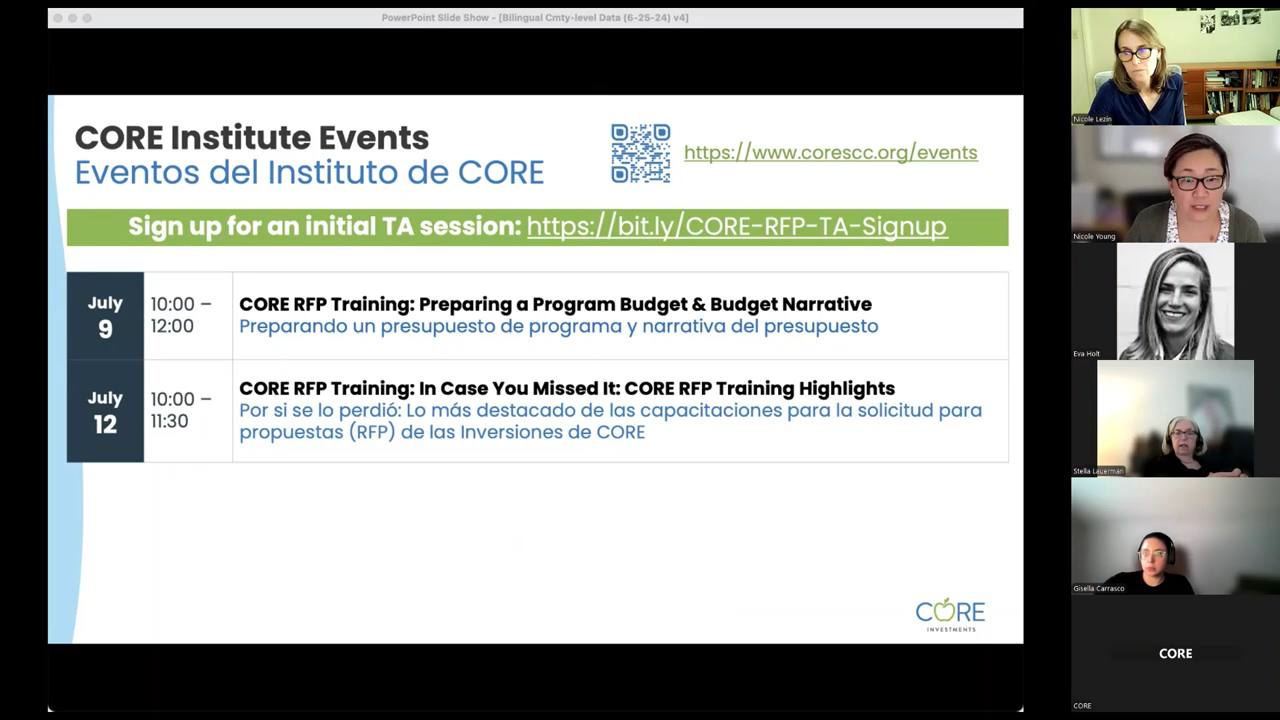 PowerPoint Slide Show - [Bilingual Cmty-level Data (6-25-24) v4]
CORE Institute Events
Eventos del Instituto de CORE
https://www.corescc.org/events
Sign up for an initial TA session: https://bit.ly/CORE-RFP-TA-Signup
July
9
10:00 –
12:00
CORE RFP Training: Preparing a Program Budget & Budget Narrative
Preparando un presupuesto de programa y narrativa del presupuesto
July
12
10:00 –
11:30
CORE RFP Training: In Case You Missed It: CORE RFP Training Highlights
Por si se lo perdió: Lo más destacado de las capacitaciones para la solicitud para
propuestas (RFP) de las Inversiones de CORE
CORE
INVESTMENTS
Nicole Lezin
Nicole Young
Eva Holt
Stella Lauerman
Gisella Carrasco
CORE
CORE